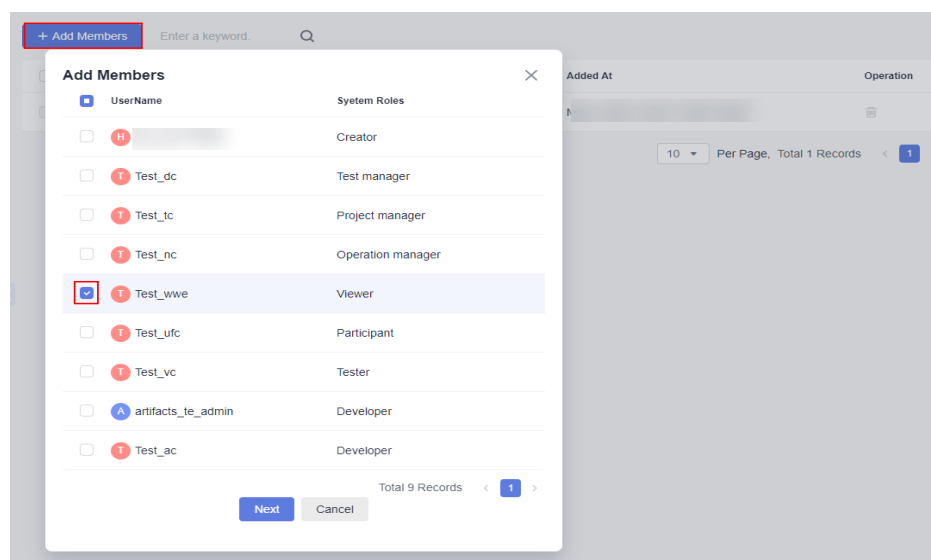 + Add Members Enter a keyword.
Add Members
Added At Operation
UserName System Roles
H Creator
T Test_dc Test manager
T Test_tc Project manager
T Test_nc Operation manager
T Test_wwe Viewer
T Test_ufc Participant
T Test_vc Tester
A artifacts_te_admin Developer
T Test_ac Developer
Total 9 Records < 1 >
Next Cancel
10 Per Page, Total 1 Records < 1